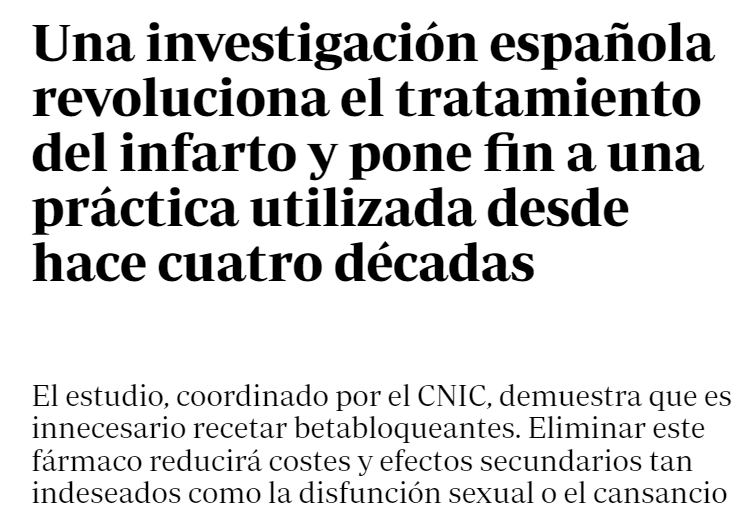 Una investigación española
revoluciona el tratamiento
del infarto y pone fin a una
práctica utilizada desde
hace cuatro décadas
El estudio, coordinado por el CNIC, demuestra que es
innecesario recetar betabloqueantes. Eliminar este
fármaco reducirá costes y efectos secundarios tan
indeseados como la disfunción sexual o el cansancio